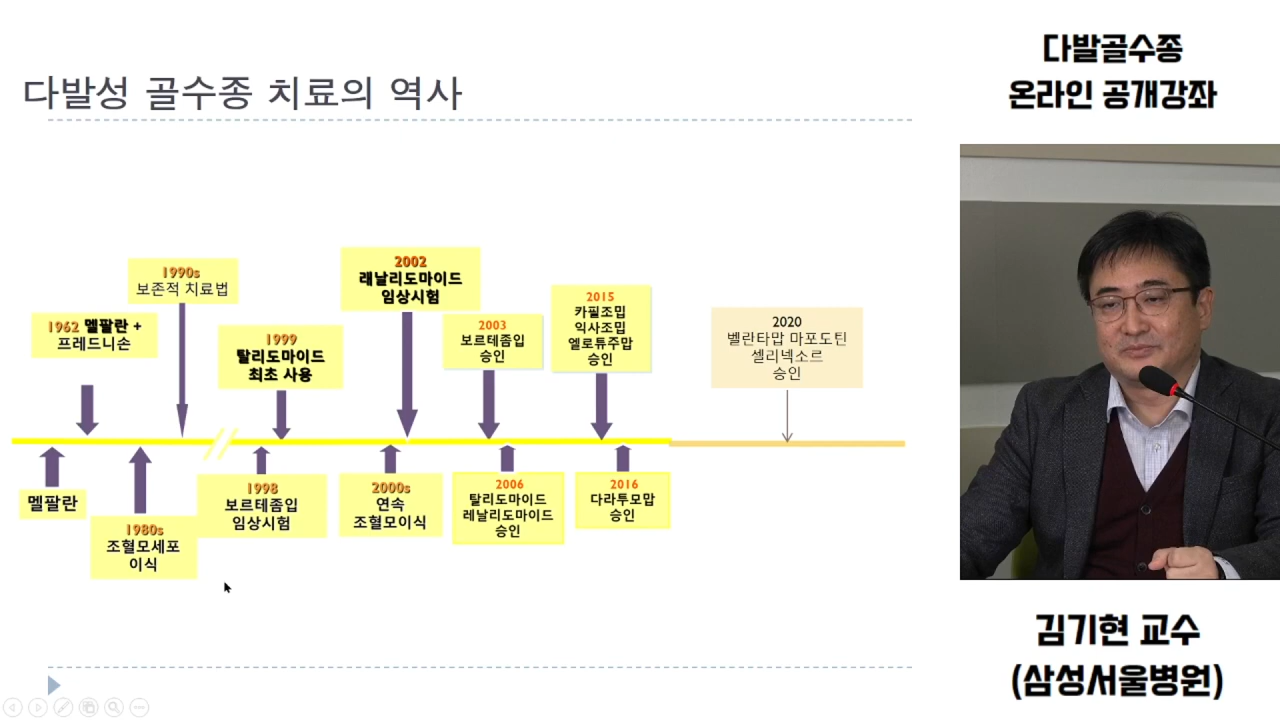 다발성 골수종 치료의 역사
다발골수종
온라인 공개강좌
1962 멜팔란 +
프레드니손
1990s
보존적 치료법
1999
탈리도마이드
최초 사용
2002
래날리도마이드
임상시험
2003
보르테좀입
승인
2015
카필조밉
익사조밉
엘로튜주맙
승인
2020
벨란타맙 마포도틴
셀리넥소르
승인
멜팔란
1980s
조혈모세포
이식
1998
보르테좀입
임상시험
2000s
연속
조혈모이식
2006
탈리도마이드
레날리도마이드
승인
2016
다라투모맙
승인
김기현 교수
(삼성서울병원)